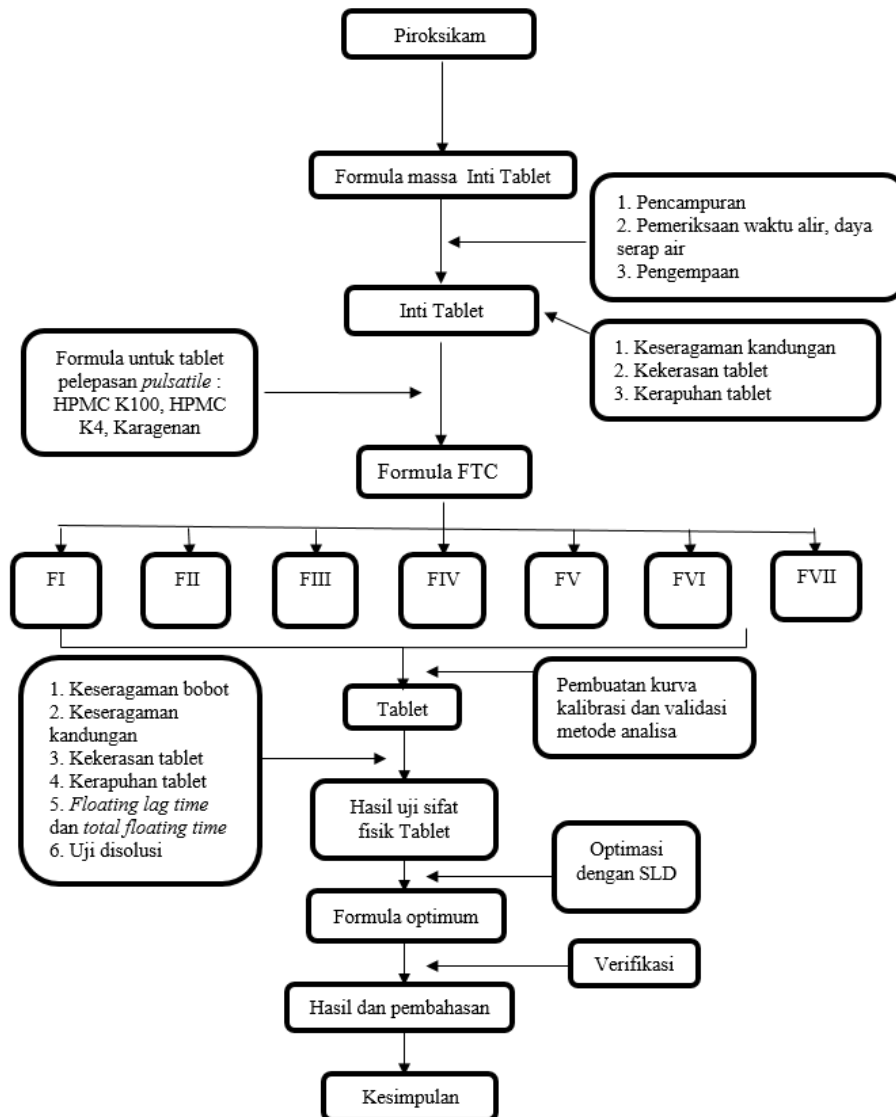 Piroksikam
Formula massa Inti Tablet
1. Pencampuran
2. Pemeriksaan waktu alir, daya
serap air
3. Pengempaan
Inti Tablet
1. Keseragaman kandungan
2. Kekerasan tablet
3. Kerapuhan tablet
Formula untuk tablet
pelepasan pulsatile :
HPMC K100, HPMC
K4, Karagenan
Formula FTC
FI
FII
FIII
FIV
FV
FVI
FVII
1. Keseragaman bobot
2. Keseragaman
kandungan
3. Kekerasan tablet
4. Kerapuhan tablet
5. Floating lag time
dan total floating time
6. Uji disolusi
Tablet
Pembuatan kurva
kalibrasi dan validasi
metode analisa
Hasil uji sifat
fisik Tablet
Optimasi
dengan SLD
Formula optimum
Verifikasi
Hasil dan pembahasan
Kesimpulan